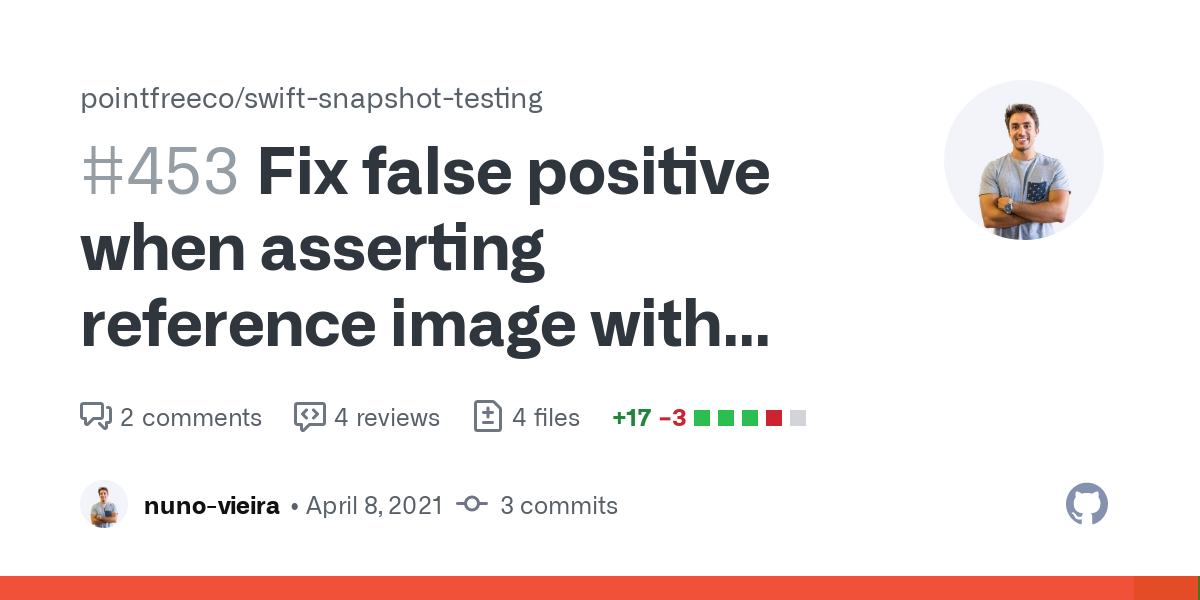 pointfreeco/swift-snapshot-testing
#453 Fix false positive
when asserting
reference image with...
2 comments 4 reviews 4 files +17 −3
nuno-vieira • April 8, 2021 3 commits